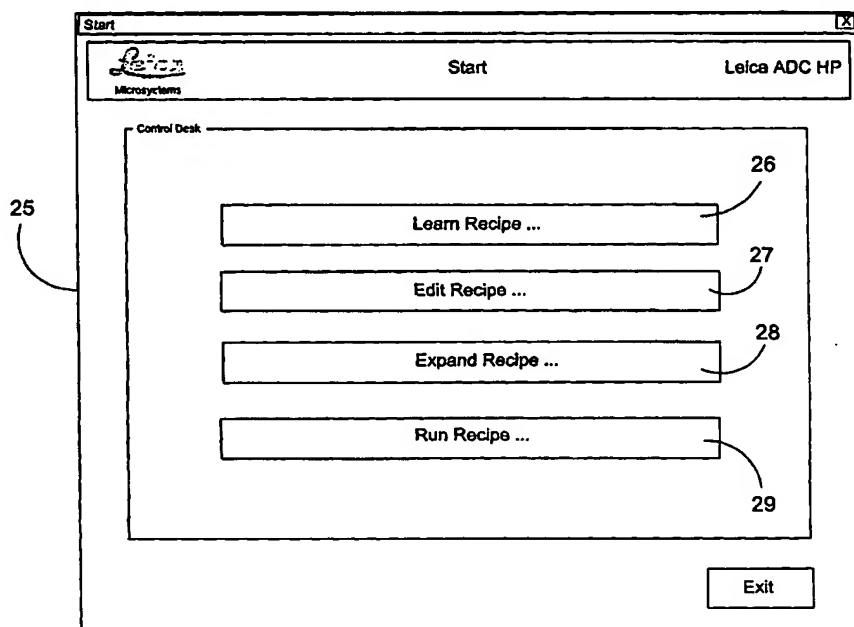 Start X
Leica
Microsystems
Start
Leica ADC HP
Control Desk
26
Learn Recipe ...
25
27
Edit Recipe ...
28
Expand Recipe ...
Run Recipe ...
29
Exit